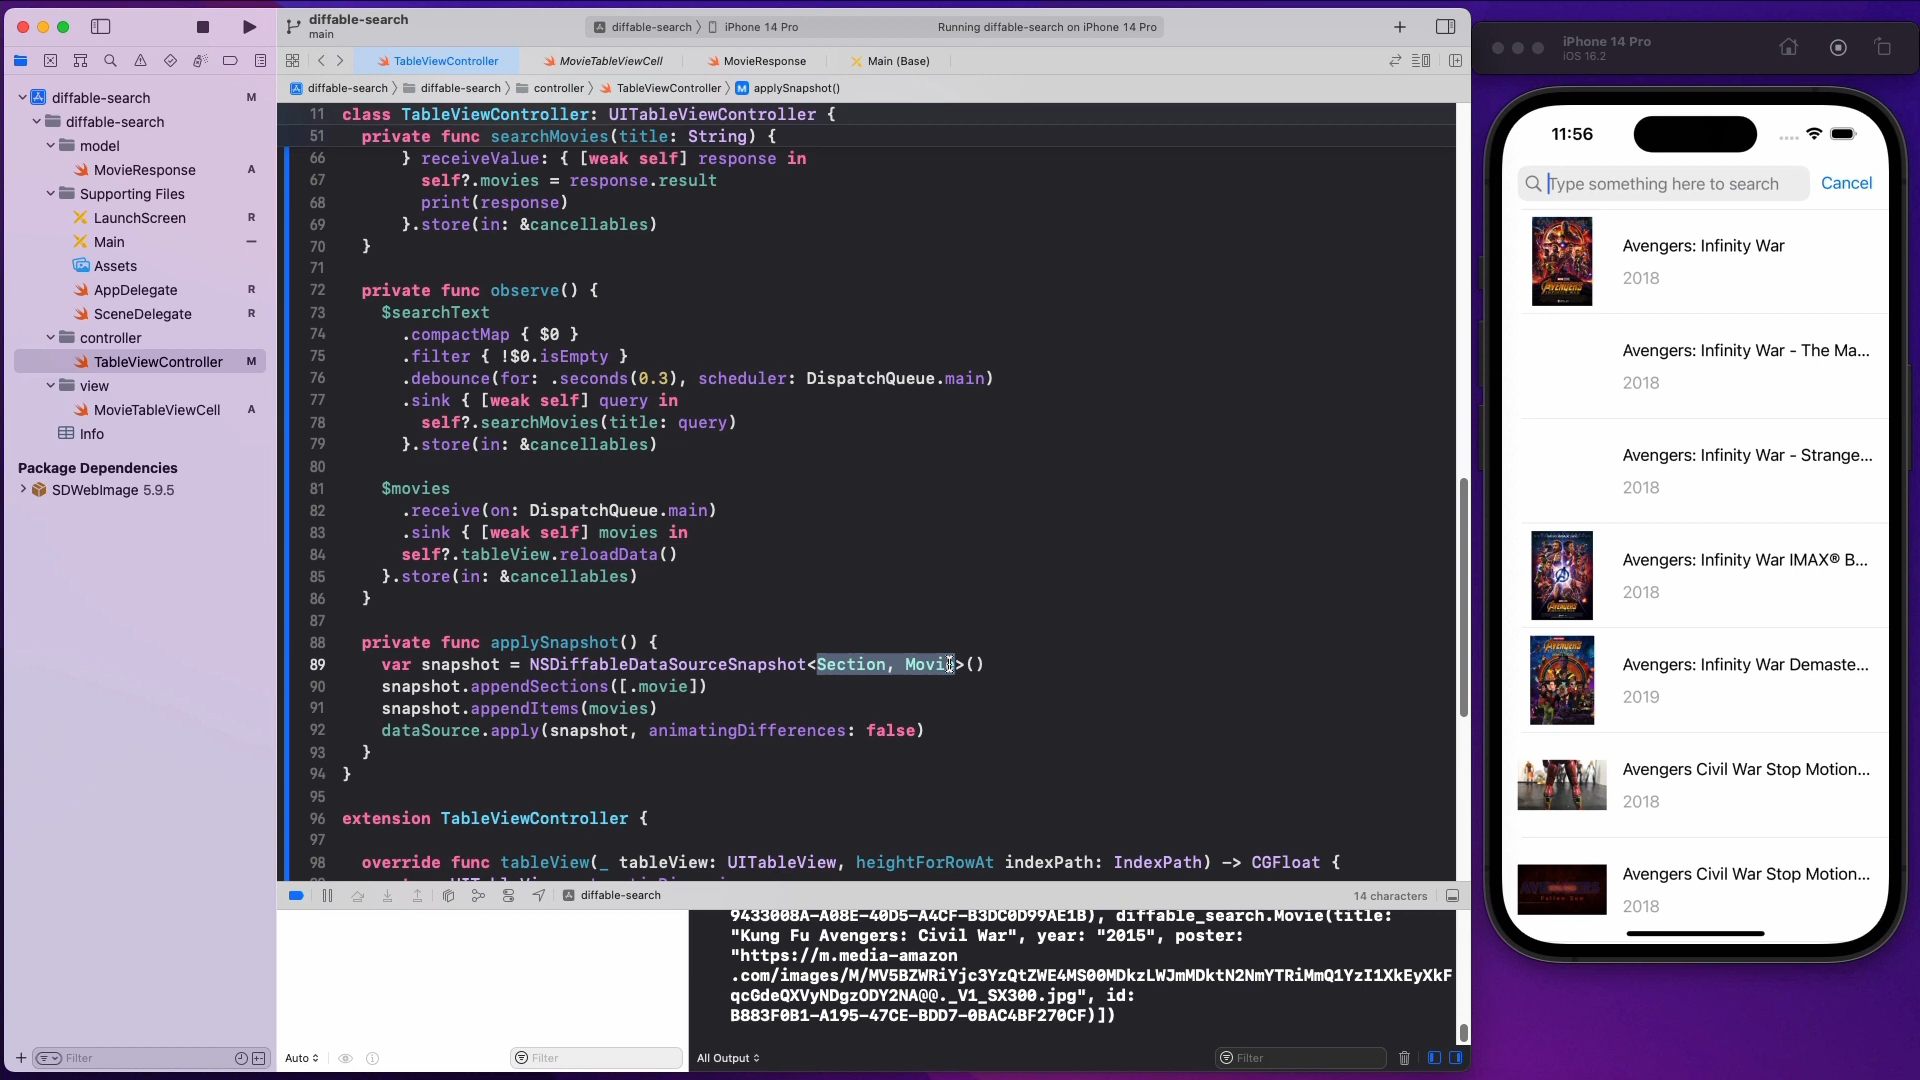 diffable-search
main
diffable-search
iPhone 14 Pro
Running diffable-search on iPhone 14 Pro
TableViewController
MovieTableViewCell
MovieResponse
Main (Base)
diffable-search
diffable-search
controller
TableViewController
applySnapshot()
diffable-search M
diffable-search
model
MovieResponse A
Supporting Files
LaunchScreen R
Main
Assets
AppDelegate R
SceneDelegate R
controller
TableViewController M
view
MovieTableViewCell A
Info
Package Dependencies
SDWebImage 5.9.5
Filter
11 class TableViewController: UITableViewController {
51 private func searchMovies(title: String) {
66 } receiveValue: { [weak self] response in
67 self?.movies = response.result
68 print(response)
69 }.store(in: &cancellables)
70 }
71
72 private func observe() {
73 $searchText
74 .compactMap { $0 }
75 .filter { !$0.isEmpty }
76 .debounce(for: .seconds(0.3), scheduler: DispatchQueue.main)
77 .sink { [weak self] query in
78 self?.searchMovies(title: query)
79 }.store(in: &cancellables)
80
81 $movies
82 .receive(on: DispatchQueue.main)
83 .sink { [weak self] movies in
84 self?.tableView.reloadData()
85 }.store(in: &cancellables)
86 }
87
88 private func applySnapshot() {
89 var snapshot = NSDiffableDataSourceSnapshot<Section, Movie>()
90 snapshot.appendSections([.movie])
91 snapshot.appendItems(movies)
92 dataSource.apply(snapshot, animatingDifferences: false)
93 }
94 }
95
96 extension TableViewController {
97
98 override func tableView(_ tableView: UITableView, heightForRowAt indexPath: IndexPath) -> CGFloat {
diffable-search
14 characters
9433008A-A08E-40D5-A4CF-B3DC0D99AE1B), diffable_search.Movie(title:
"Kung Fu Avengers: Civil War", year: "2015", poster:
"https://m.media-amazon
.com/images/M/MV5BZWRiYjc3YzQtZWE4MS00MDkzLWJmMDktN2NmYTRiMmQ1YzI1XkEyXkF
qcGdeQXVyNDgzODY2NA@@._V1_SX300.jpg", id:
B883F0B1-A195-47CE-BDD7-0BAC4BF270CF)])
Auto
Filter
All Output
Filter
iPhone 14 Pro
iOS 16.2
11:56
Type something here to search
Cancel
Avengers: Infinity War
2018
Avengers: Infinity War - The Ma...
2018
Avengers: Infinity War - Strange...
2018
Avengers: Infinity War IMAX® B...
2018
Avengers: Infinity War Demaste...
2019
Avengers Civil War Stop Motion...
2018
Avengers Civil War Stop Motion...
2018